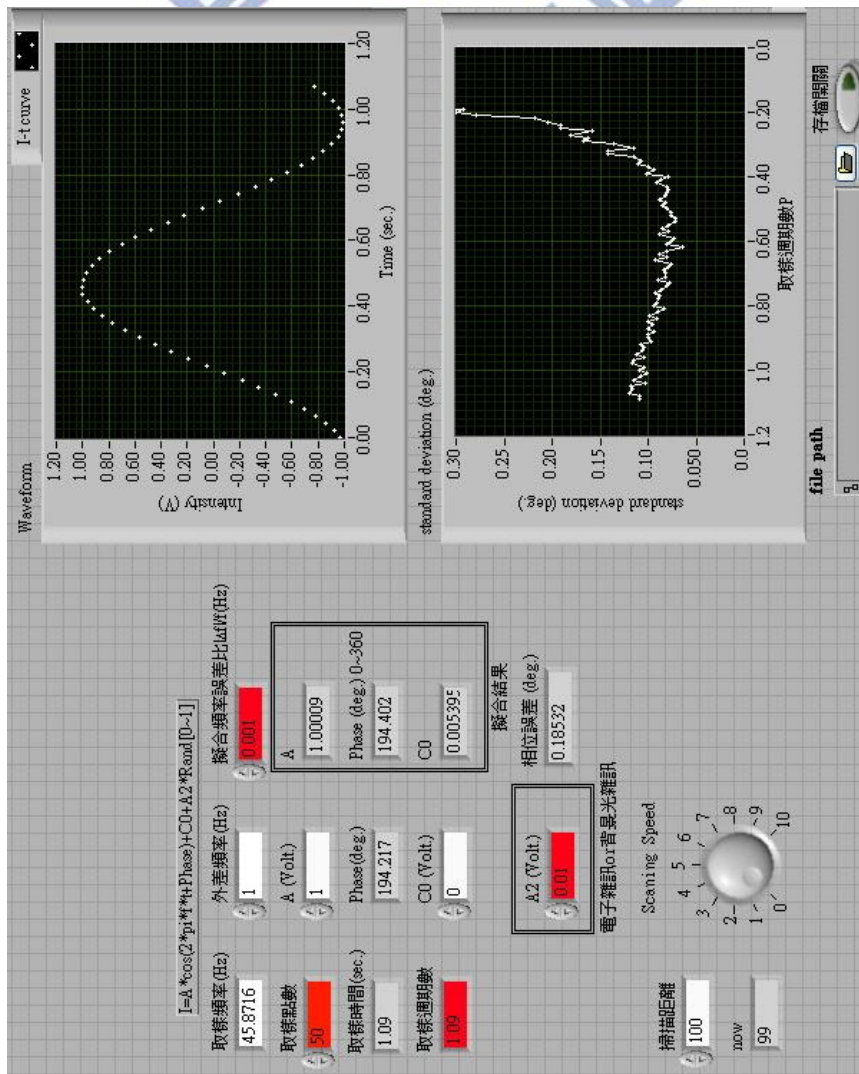 I=A*cos(2*pi*f*t+Phase)+C0+A2*Rand[0~1]
取樣頻率(Hz)
45.8716
外差頻率(Hz)
1
擬合頻率誤差比|Δf/f|(Hz)
0.001
取樣點數
50
A (Volt.)
1
A
1.00009
取樣時間(sec.)
1.09
Phase(deg.)
194.217
Phase (deg.) 0~360
194.402
取樣週期數
1.09
C0 (Volt.)
0
C0
0.005395
擬合結果
相位誤差 (deg.)
0.18532
A2 (Volt.)
0.01
電子雜訊or背景光雜訊
掃描距離
100
now
99
Scaning Speed
0 1 2 3 4 5 6 7 8 9 10
Waveform
I-t curve
Intensity (V)
1.20
1.00
0.80
0.60
0.40
0.20
0.00
-0.20
-0.40
-0.60
-0.80
-1.00
0.00 0.20 0.40 0.60 0.80 1.00 1.20
Time (sec.)
standard deviation (deg.)
standard deviation (deg.)
0.30
0.25
0.20
0.15
0.10
0.050
0.0
1.2 1.0 0.80 0.60 0.40 0.20 0.0
取樣週期數P
file path
存檔開關